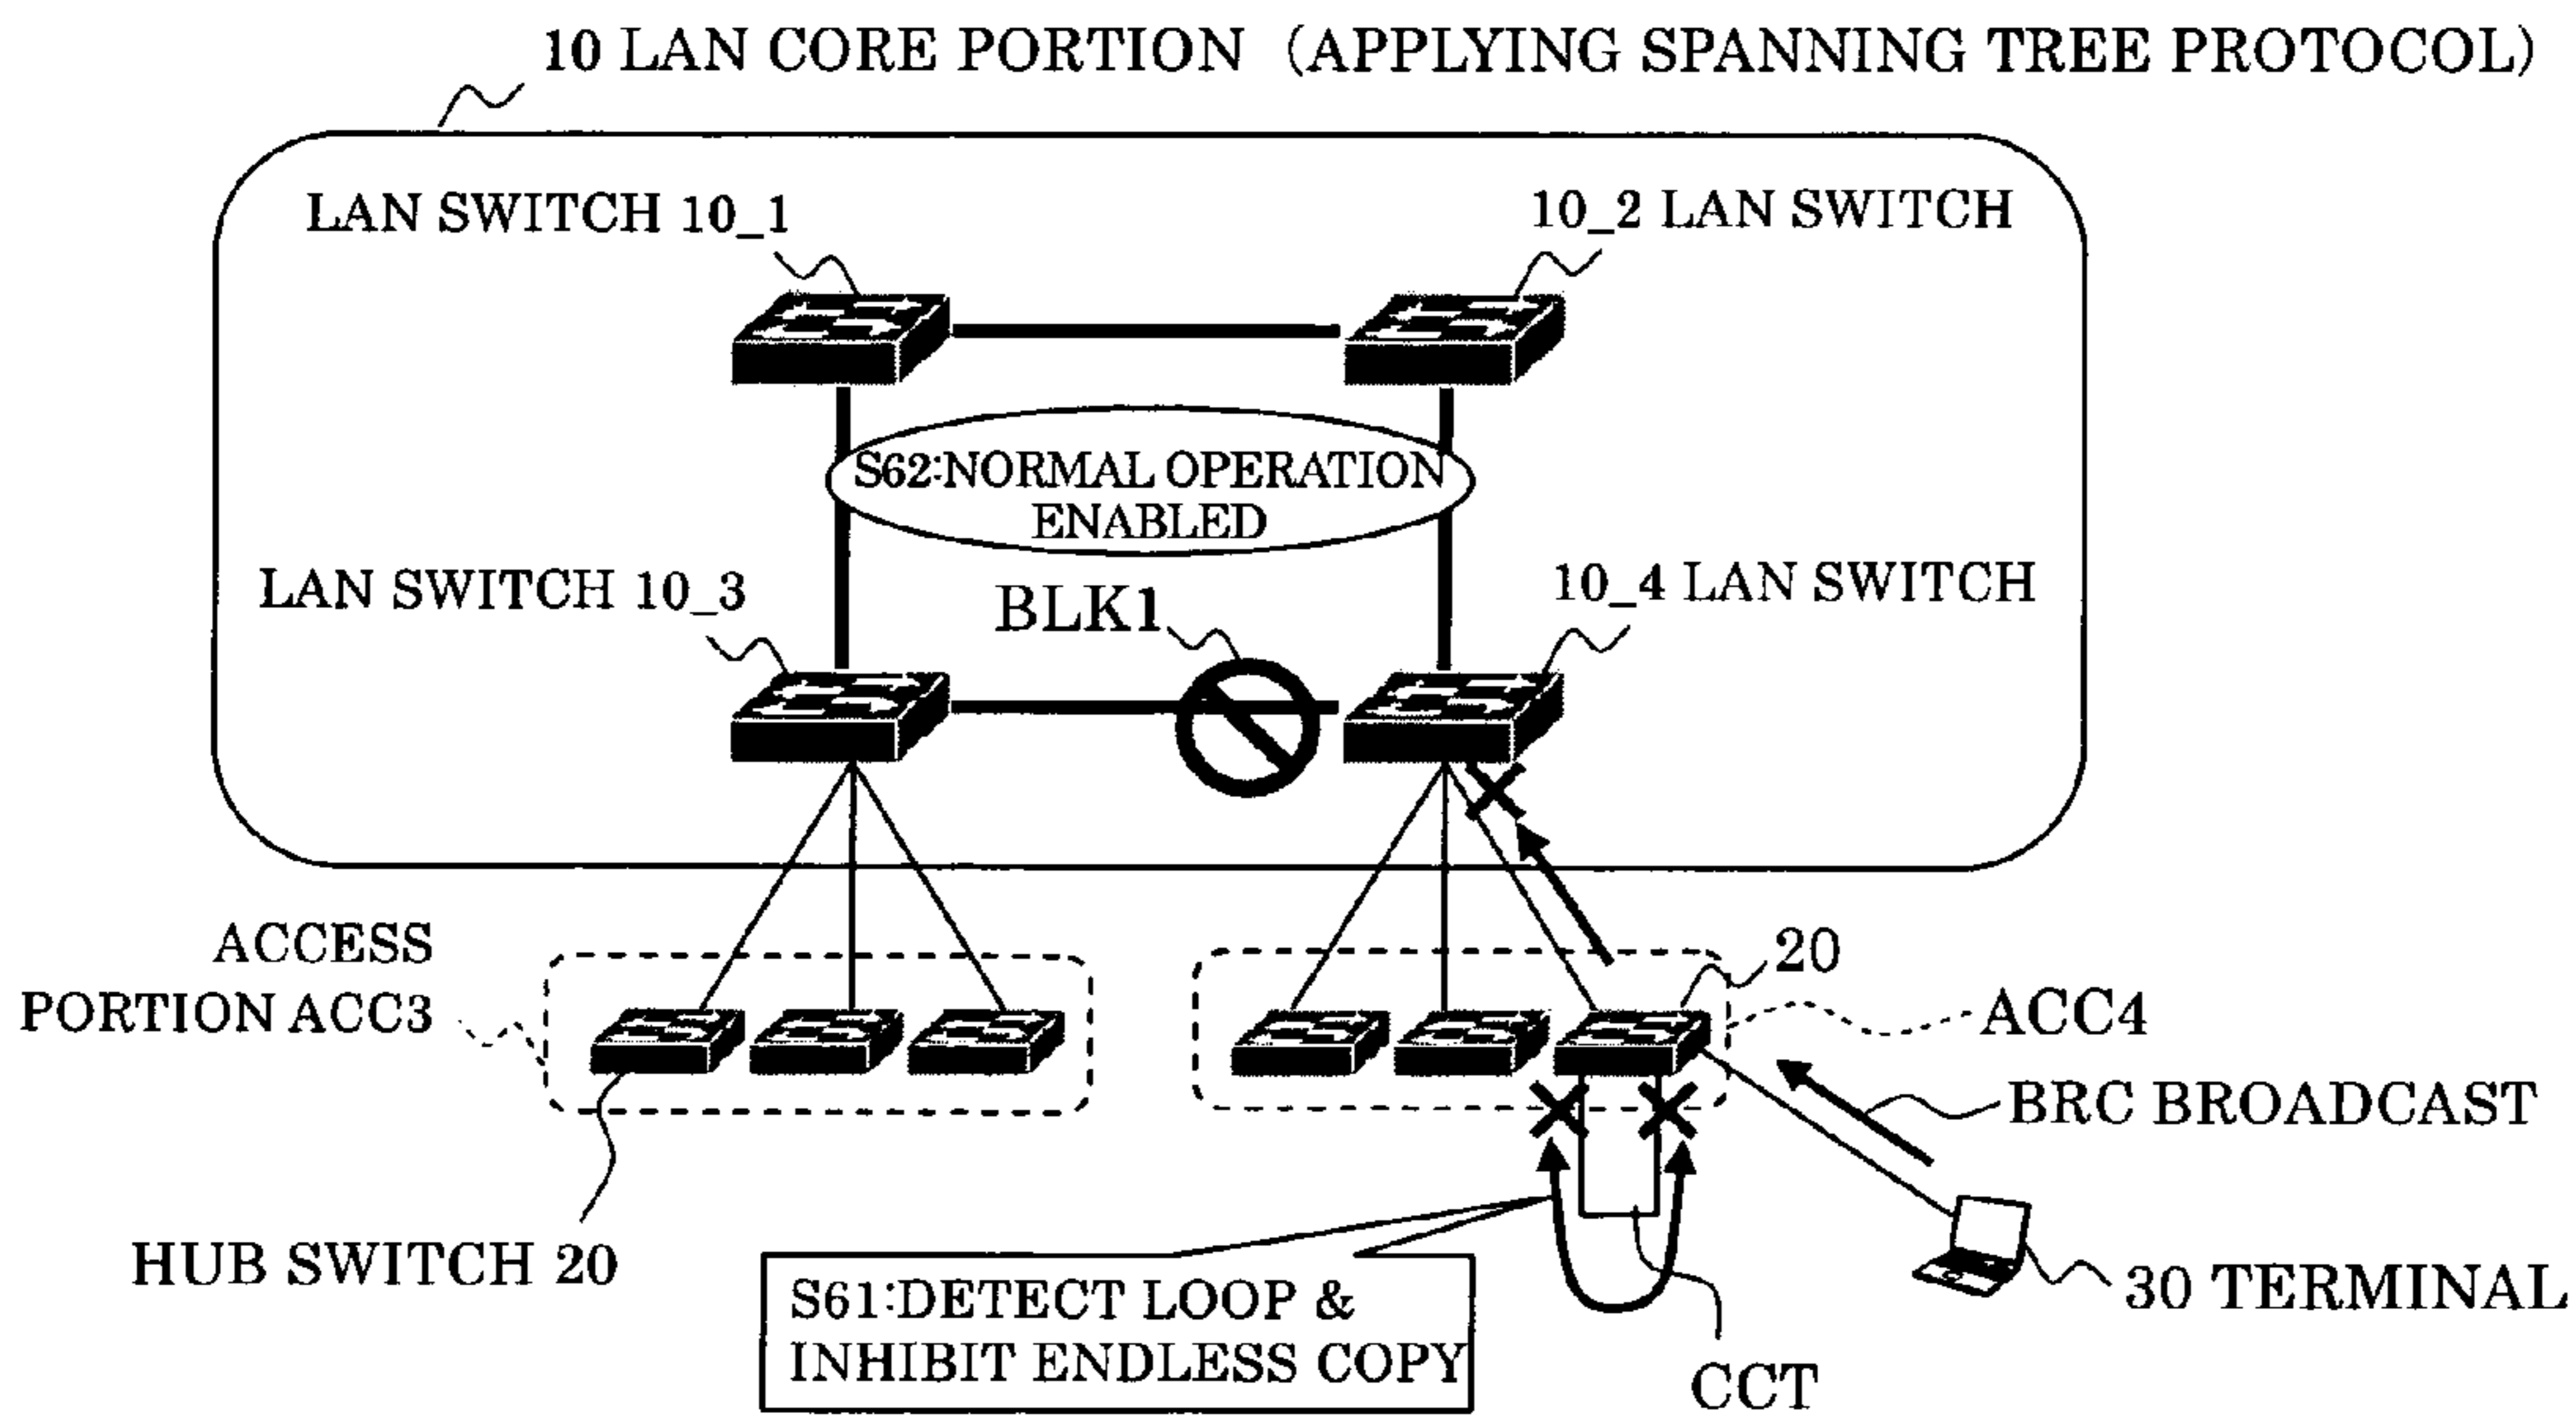 10 LAN CORE PORTION (APPLYING SPANNING TREE PROTOCOL)
LAN SWITCH 10_1
10_2 LAN SWITCH
S62:NORMAL OPERATION
ENABLED
LAN SWITCH 10_3
BLK1
10_4 LAN SWITCH
ACCESS
PORTION ACC3
20
ACC4
BRC BROADCAST
HUB SWITCH 20
S61:DETECT LOOP &
INHIBIT ENDLESS COPY
CCT
30 TERMINAL